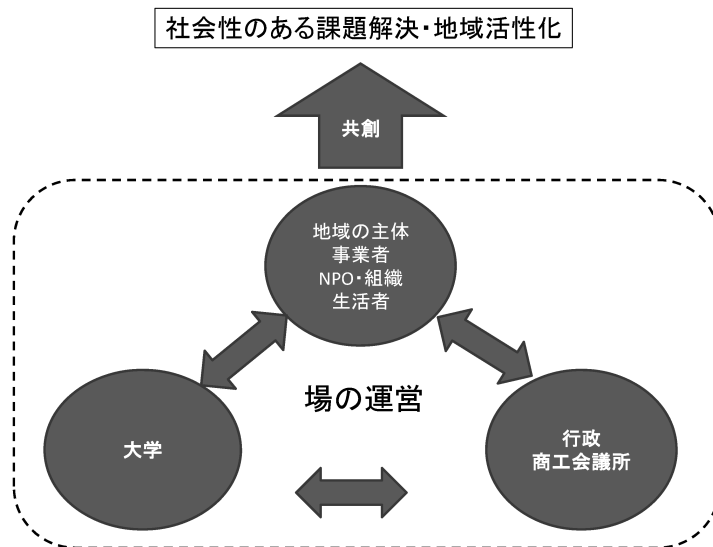 社会性のある課題解決・地域活性化
共創
地域の主体
事業者
NPO・組織
生活者
場の運営
大学
行政
商工会議所